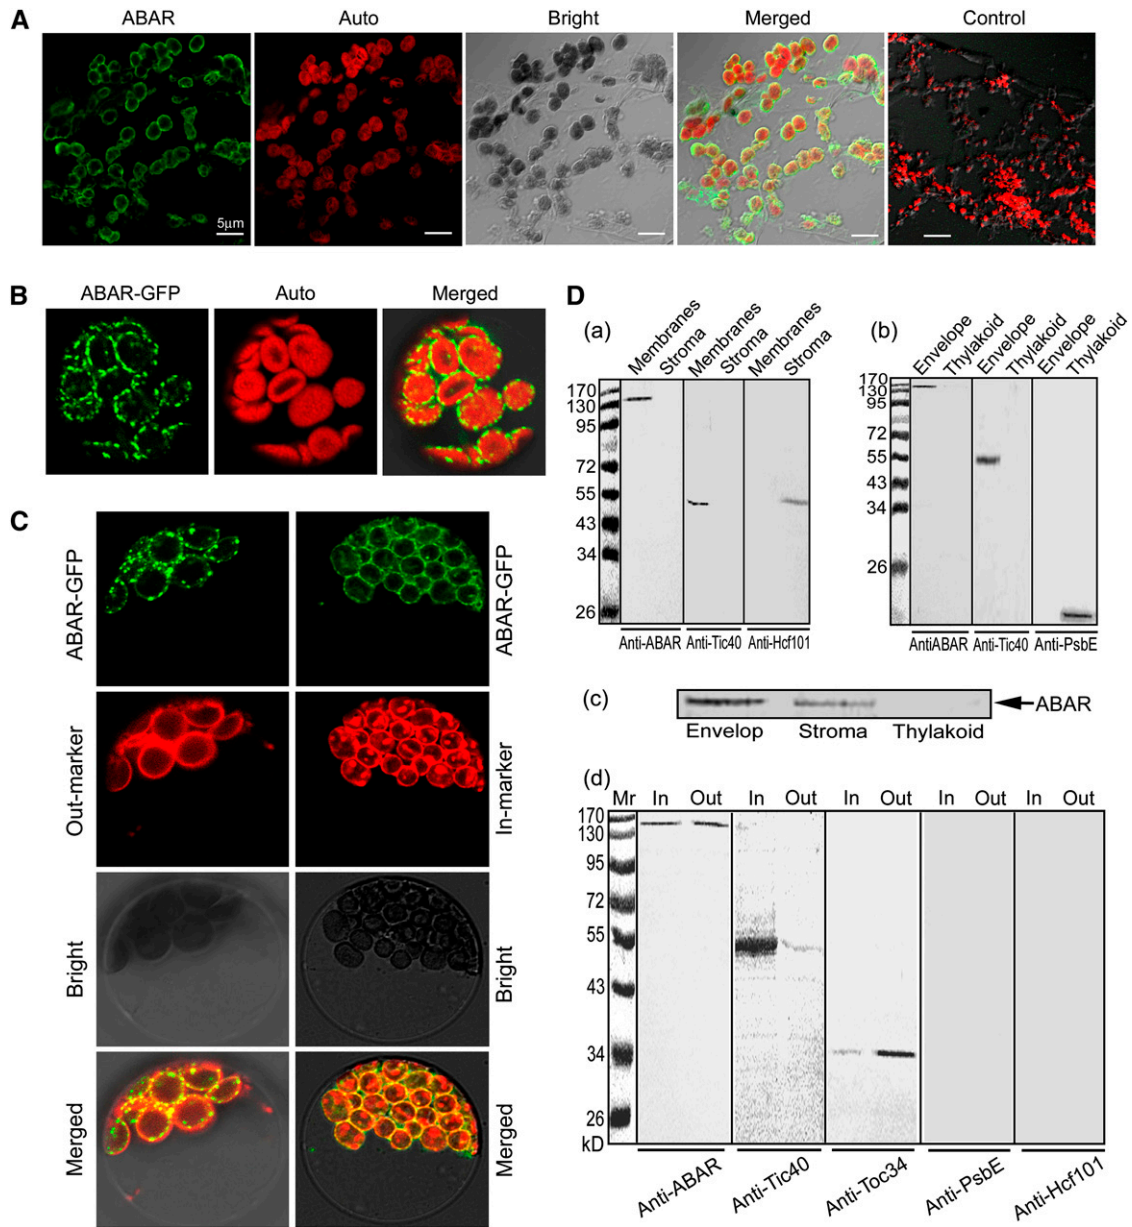 A
ABAR Auto Bright Merged Control
5μm
B
ABAR-GFP Auto Merged
C
ABAR-GFP ABAR-GFP
Out-marker In-marker
Bright Bright
Merged Merged
D
(a)
Membranes Stroma Membranes Stroma Membranes Stroma
170
130
95
72
55
43
34
26
Anti-ABAR Anti-Tic40 Anti-Hcf101
(b)
Envelope Thylakoid Envelope Thylakoid Envelope Thylakoid
170
130
95
72
55
43
34
26
AntiABAR Anti-Tic40 Anti-PsbE
(c)
ABAR
Envelop Stroma Thylakoid
(d)
Mr In Out In Out In Out In Out In Out
170
130
95
72
55
43
34
26
kD
Anti-ABAR Anti-Tic40 Anti-Toc34 Anti-PsbE Anti-Hcf101